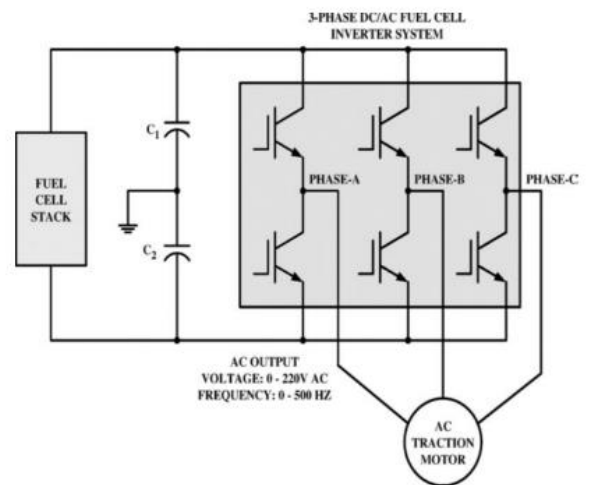 3-PHASE DC/AC FUEL CELL
INVERTER SYSTEM
C1
FUEL
CELL
STACK
PHASE-A
PHASE-B
PHASE-C
C2
AC OUTPUT
VOLTAGE: 0 - 220V AC
FREQUENCY: 0 - 500 HZ
AC
TRACTION
MOTOR